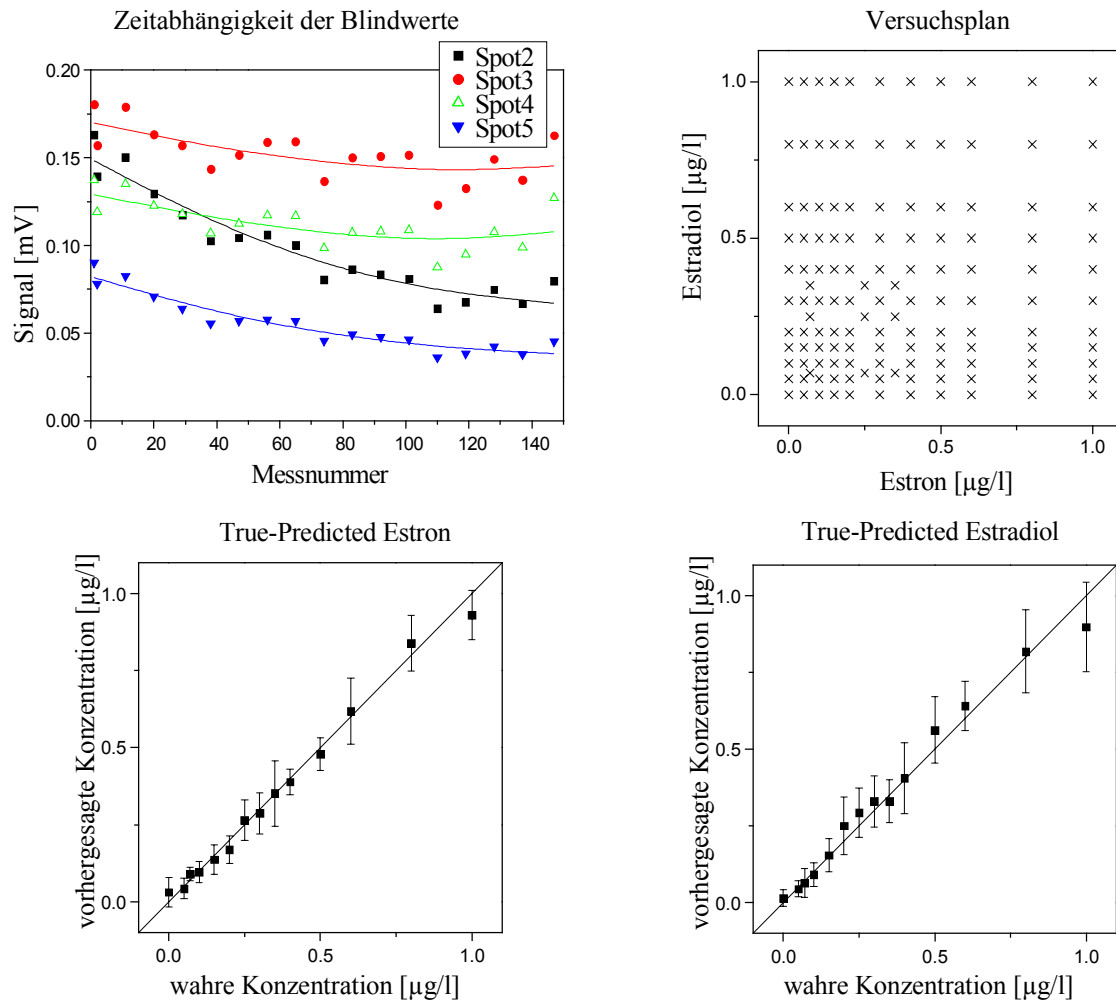 Zeitabhängigkeit der Blindwerte
Signal [mV]
0.20
0.15
0.10
0.05
0.00
0
20
40
60
80
100
120
140
Messnummer
Spot2
Spot3
Spot4
Spot5
Versuchsplan
Estradiol [µg/l]
1.0
0.5
0.0
0.0
0.5
1.0
Estron [µg/l]
True-Predicted Estron
vorhergesagte Konzentration [µg/l]
1.0
0.5
0.0
0.0
0.5
1.0
wahre Konzentration [µg/l]
True-Predicted Estradiol
vorhergesagte Konzentration [µg/l]
1.0
0.5
0.0
0.0
0.5
1.0
wahre Konzentration [µg/l]